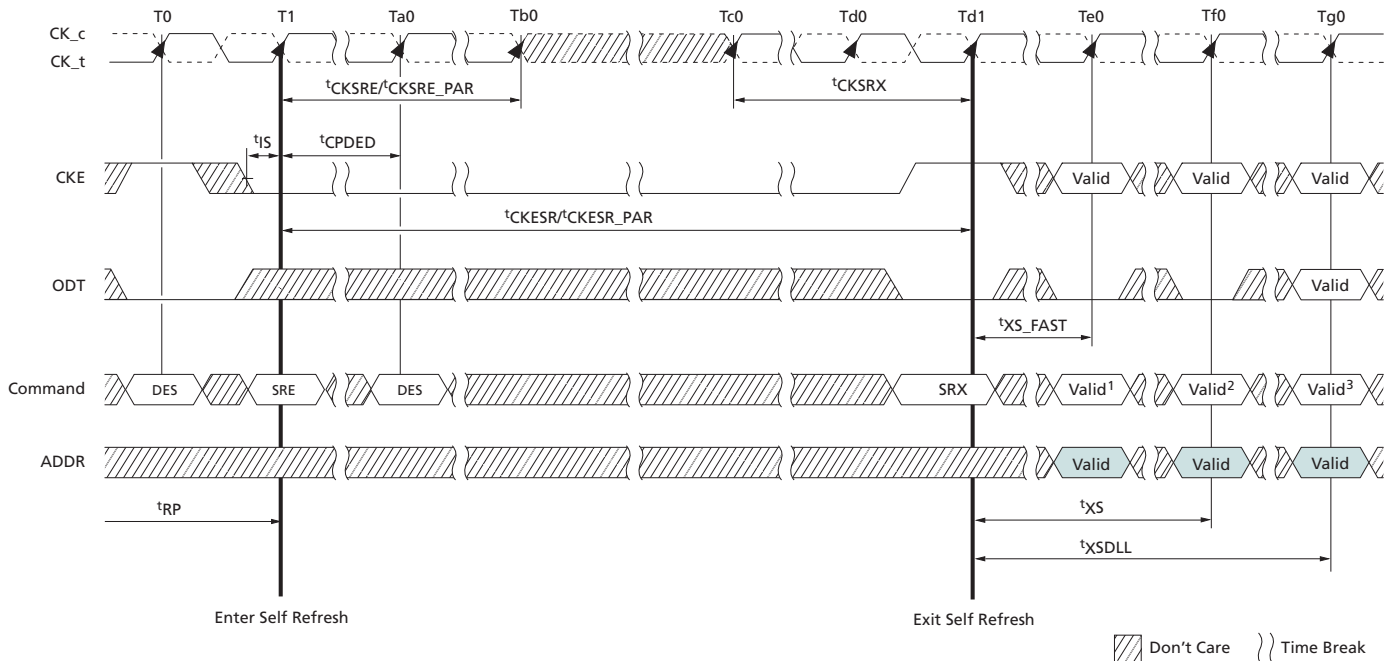 T0 T1 Ta0 Tb0 Tc0 Td0 Td1 Te0 Tf0 Tg0
CK_c
CK_t
tCKSRE/tCKSRE_PAR tCKSRX
tIS tCPDED
CKE Valid Valid Valid
tCKESR/tCKESR_PAR
ODT Valid
tXS_FAST
Command DES SRE DES SRX Valid1 Valid2 Valid3
ADDR Valid Valid Valid
tRP tXS
tXSDLL
Enter Self Refresh Exit Self Refresh
Don't Care Time Break